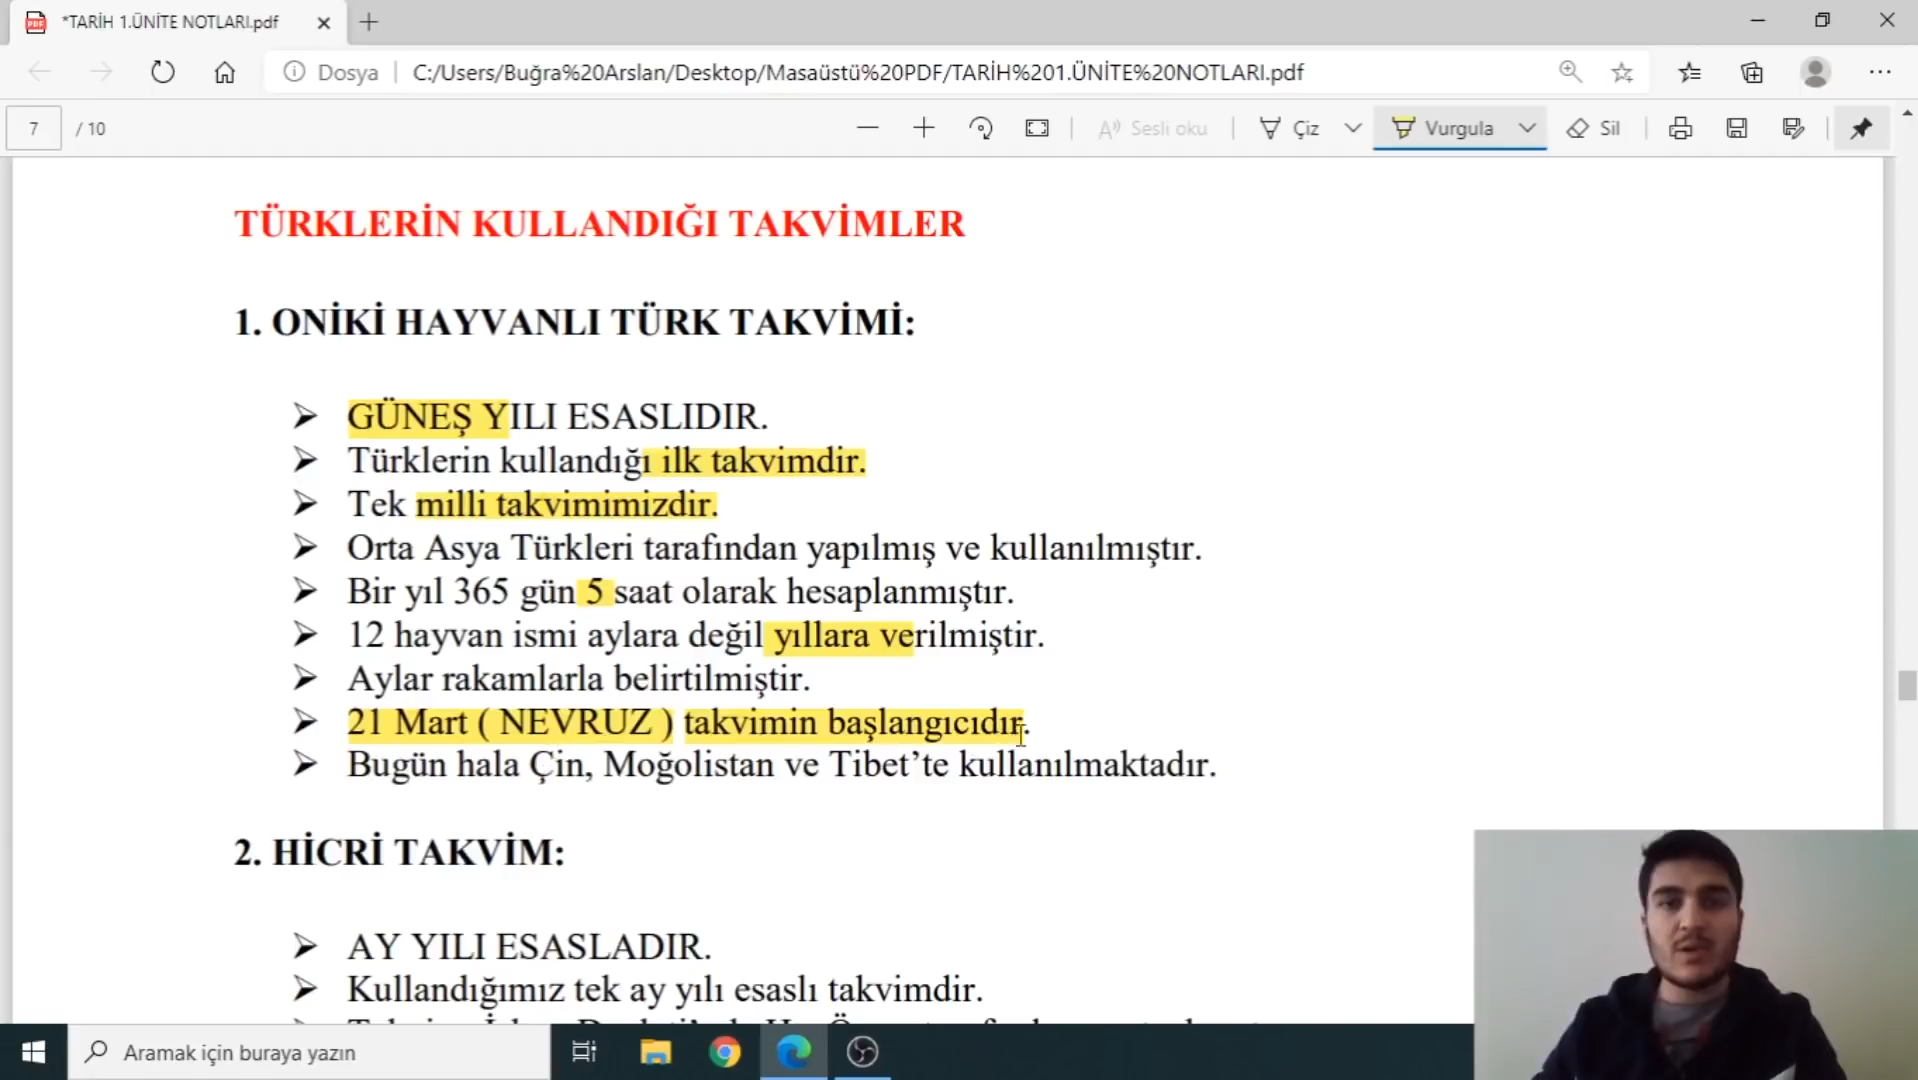 *TARİH 1.ÜNİTE NOTLARI.pdf
Dosya | C:/Users/Buğra%20Arslan/Desktop/Masaüstü%20PDF/TARİH%201.ÜNİTE%20NOTLARI.pdf
7 / 10 Sesli oku Çiz Vurgula Sil
TÜRKLERİN KULLANDIĞI TAKVİMLER
1. ONİKİ HAYVANLI TÜRK TAKVİMİ:
➢ GÜNEŞ YILI ESASLIDIR.
➢ Türklerin kullandığı ilk takvimdir.
➢ Tek milli takvimimizdir.
➢ Orta Asya Türkleri tarafından yapılmış ve kullanılmıştır.
➢ Bir yıl 365 gün 5 saat olarak hesaplanmıştır.
➢ 12 hayvan ismi aylara değil yıllara verilmiştir.
➢ Aylar rakamlarla belirtilmiştir.
➢ 21 Mart ( NEVRUZ ) takvimin başlangıcıdır.
➢ Bugün hala Çin, Moğolistan ve Tibet’te kullanılmaktadır.
2. HİCRİ TAKVİM:
➢ AY YILI ESASLADIR.
➢ Kullandığımız tek ay yılı esaslı takvimdir.
Aramak için buraya yazın